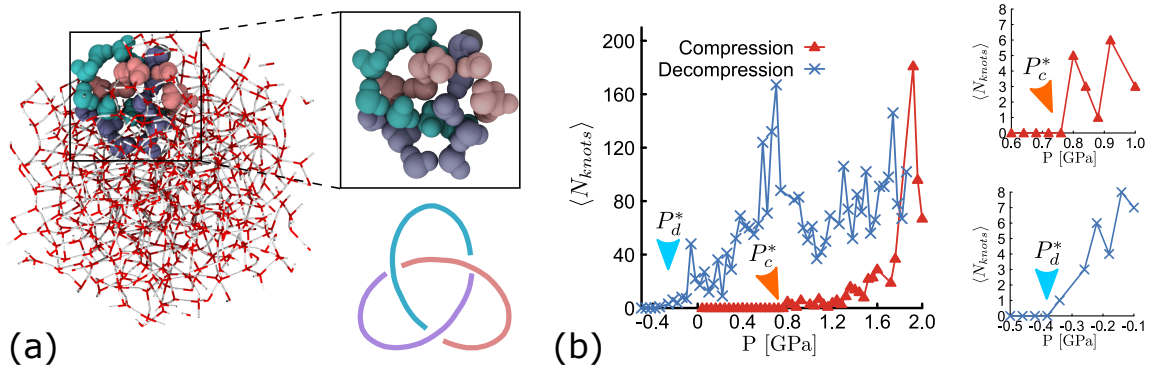 (a)
(b)
⟨N_knots⟩
200
160
120
80
40
0
Compression
Decompression
P_d^*
P_c^*
-0.4 0 0.4 0.8 1.2 1.6 2.0
P [GPa]
⟨N_knots⟩
8
7
6
5
4
3
2
1
0
P_c^*
0.6 0.7 0.8 0.9 1.0
P [GPa]
⟨N_knots⟩
8
7
6
5
4
3
2
1
0
P_d^*
-0.5 -0.4 -0.3 -0.2 -0.1
P [GPa]